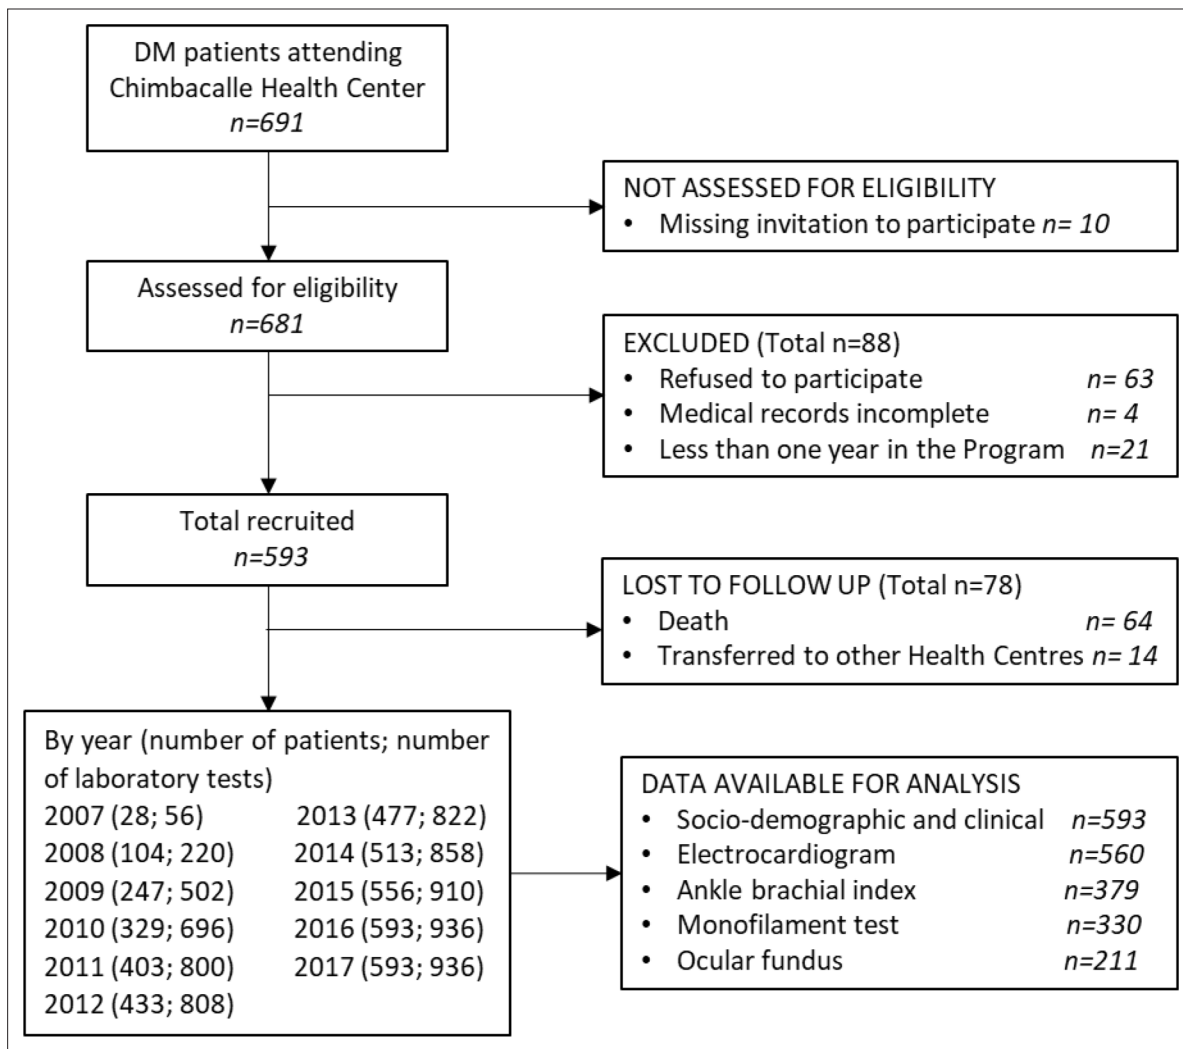 DM patients attending
Chimbacalle Health Center
n=691
NOT ASSESSED FOR ELIGIBILITY
• Missing invitation to participate n= 10
Assessed for eligibility
n=681
EXCLUDED (Total n=88)
• Refused to participate n= 63
• Medical records incomplete n= 4
• Less than one year in the Program n=21
Total recruited
n=593
LOST TO FOLLOW UP (Total n=78)
• Death n= 64
• Transferred to other Health Centres n= 14
By year (number of patients; number
of laboratory tests)
2007 (28; 56) 2013 (477; 822)
2008 (104; 220) 2014 (513; 858)
2009 (247; 502) 2015 (556; 910)
2010 (329; 696) 2016 (593; 936)
2011 (403; 800) 2017 (593; 936)
2012 (433; 808)
DATA AVAILABLE FOR ANALYSIS
• Socio-demographic and clinical n=593
• Electrocardiogram n=560
• Ankle brachial index n=379
• Monofilament test n=330
• Ocular fundus n=211